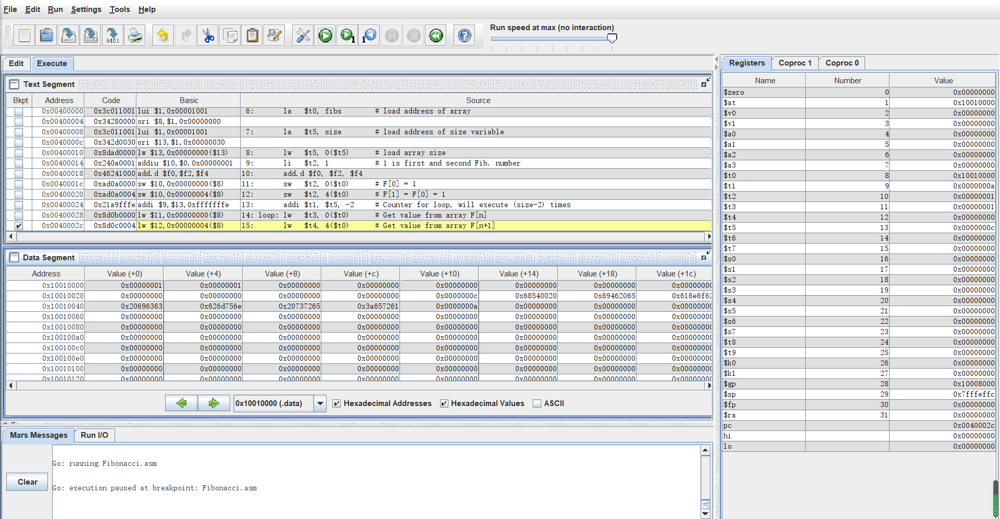 File Edit Run Settings Tools Help
Run speed at max (no interaction)
Edit Execute
Text Segment
Bkpt Address Code Basic Source
0x00400000 0x3c011001 lui $1,0x00001001 6: la $t0, fibs # load address of array
0x00400004 0x34280000 ori $8,$1,0x00000000
0x00400008 0x3c011001 lui $1,0x00001001 7: la $t5, size # load address of size variable
0x0040000c 0x342d0030 ori $13,$1,0x00000030
0x00400010 0x8dad0000 lw $13,0x00000000($13) 8: lw $t5, 0($t5) # load array size
0x00400014 0x240a0001 addiu $10,$0,0x00000001 9: li $t2, 1 # 1 is first and second Fib. number
0x00400018 0x46241000 add.d $f0,$f2,$f4 10: add.d $f0, $f2, $f4
0x0040001c 0xad0a0000 sw $10,0x00000000($8) 11: sw $t2, 0($t0) # F[0] = 1
0x00400020 0xad0a0004 sw $10,0x00000004($8) 12: sw $t2, 4($t0) # F[1] = F[0] = 1
0x00400024 0x21a9fffe addi $9,$13,0xfffffffe 13: addi $t1, $t5, -2 # Counter for loop, will execute (size-2) times
0x00400028 0x8d0b0000 lw $11,0x00000000($8) 14: loop: lw $t3, 0($t0) # Get value from array F[n]
0x0040002c 0x8d0c0004 lw $12,0x00000004($8) 15: lw $t4, 4($t0) # Get value from array F[n+1]
Data Segment
Address Value (+0) Value (+4) Value (+8) Value (+c) Value (+10) Value (+14) Value (+18) Value (+1c)
0x10010000 0x00000001 0x00000001 0x00000000 0x00000000 0x00000000 0x00000000 0x00000000 0x0000000
0x10010020 0x00000000 0x00000000 0x00000000 0x00000000 0x0000000c 0x68540020 0x69462065 0x616e6f62
0x10010040 0x20696363 0x626d756e 0x20737265 0x3a657261 0x0000000a 0x00000000 0x00000000 0x0000000
0x10010060 0x00000000 0x00000000 0x00000000 0x00000000 0x00000000 0x00000000 0x00000000 0x0000000
0x10010080 0x00000000 0x00000000 0x00000000 0x00000000 0x00000000 0x00000000 0x00000000 0x0000000
0x100100a0 0x00000000 0x00000000 0x00000000 0x00000000 0x00000000 0x00000000 0x00000000 0x0000000
0x100100c0 0x00000000 0x00000000 0x00000000 0x00000000 0x00000000 0x00000000 0x00000000 0x0000000
0x100100e0 0x00000000 0x00000000 0x00000000 0x00000000 0x00000000 0x00000000 0x00000000 0x0000000
0x10010100 0x00000000 0x00000000 0x00000000 0x00000000 0x00000000 0x00000000 0x00000000 0x0000000
0x10010120 0x00000000 0x00000000 0x00000000 0x00000000 0x00000000 0x00000000 0x00000000 0x0000000
0x10010000 (.data) Hexadecimal Addresses Hexadecimal Values ASCII
Mars Messages Run I/O
Go: running Fibonacci.asm
Clear
Go: execution paused at breakpoint: Fibonacci.asm
Registers Coproc 1 Coproc 0
Name Number Value
$zero 0 0x00000000
$at 1 0x10010000
$v0 2 0x00000000
$v1 3 0x00000000
$a0 4 0x00000000
$a1 5 0x00000000
$a2 6 0x00000000
$a3 7 0x00000000
$t0 8 0x10010000
$t1 9 0x0000000a
$t2 10 0x00000001
$t3 11 0x00000001
$t4 12 0x00000000
$t5 13 0x0000000c
$t6 14 0x00000000
$t7 15 0x00000000
$s0 16 0x00000000
$s1 17 0x00000000
$s2 18 0x00000000
$s3 19 0x00000000
$s4 20 0x00000000
$s5 21 0x00000000
$s6 22 0x00000000
$s7 23 0x00000000
$t8 24 0x00000000
$t9 25 0x00000000
$k0 26 0x00000000
$k1 27 0x00000000
$gp 28 0x10008000
$sp 29 0x7fffeffc
$fp 30 0x00000000
$ra 31 0x00000000
pc 0x0040002c
hi 0x00000000
lo 0x00000000